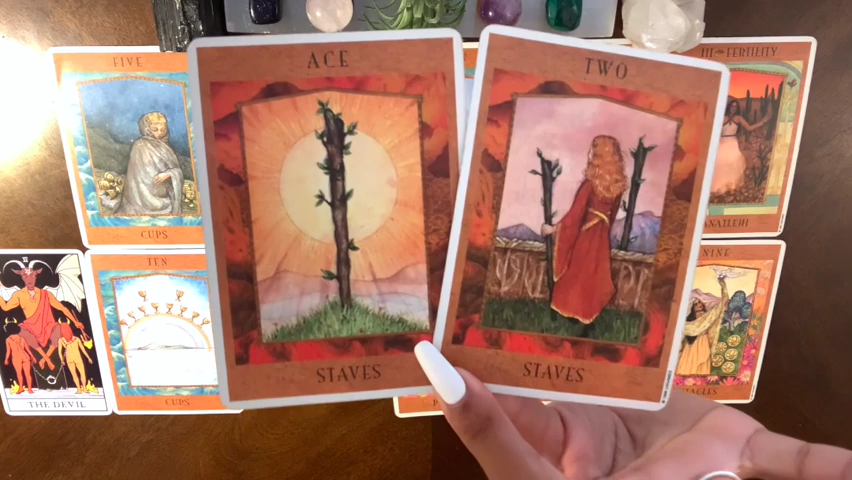 FIVE
CUPS
ACE
STAVES
TWO
STAVES
III
FERTILITY
TEN
CUPS
THE DEVIL
NINE